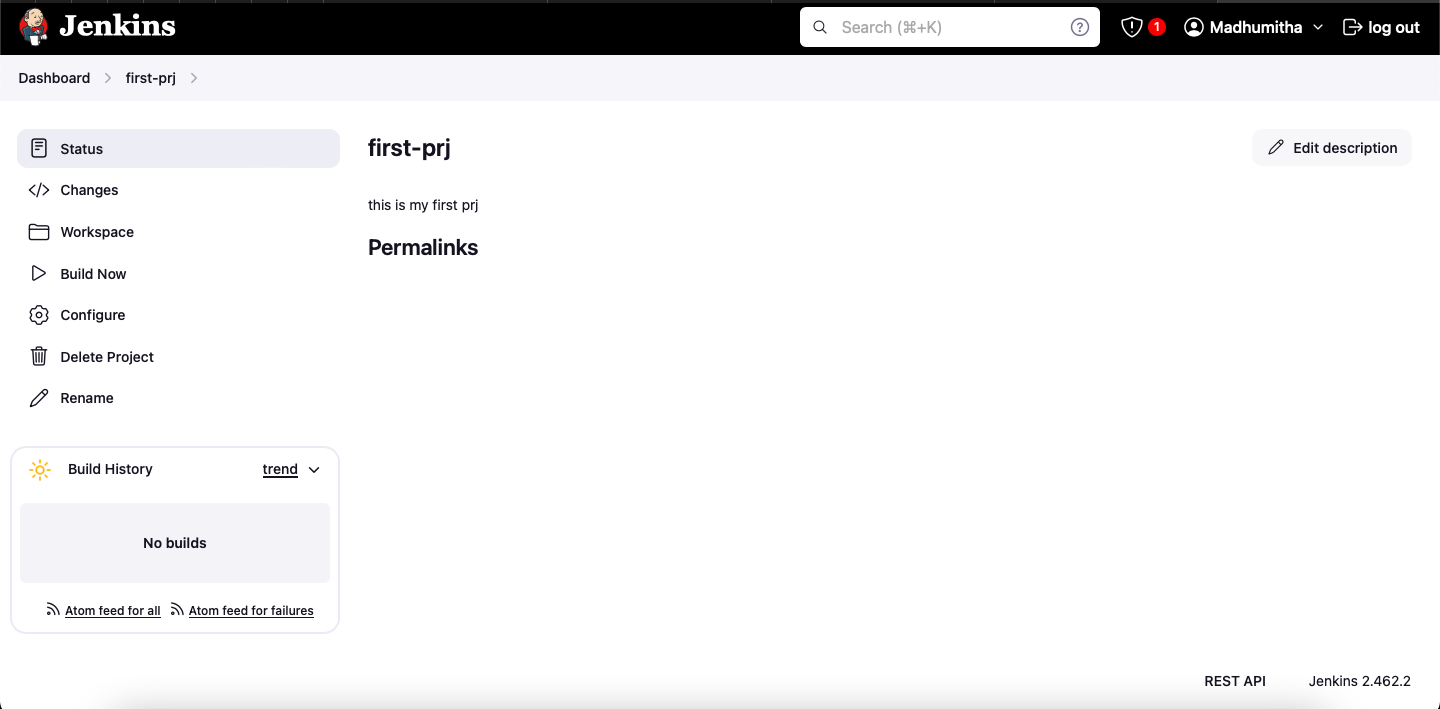 Jenkins
Search (⌘+K)
1
Madhumitha
log out
Dashboard
first-prj
Status
Changes
Workspace
Build Now
Configure
Delete Project
Rename
Build History
trend
No builds
Atom feed for all
Atom feed for failures
first-prj
Edit description
this is my first prj
Permalinks
REST API
Jenkins 2.462.2